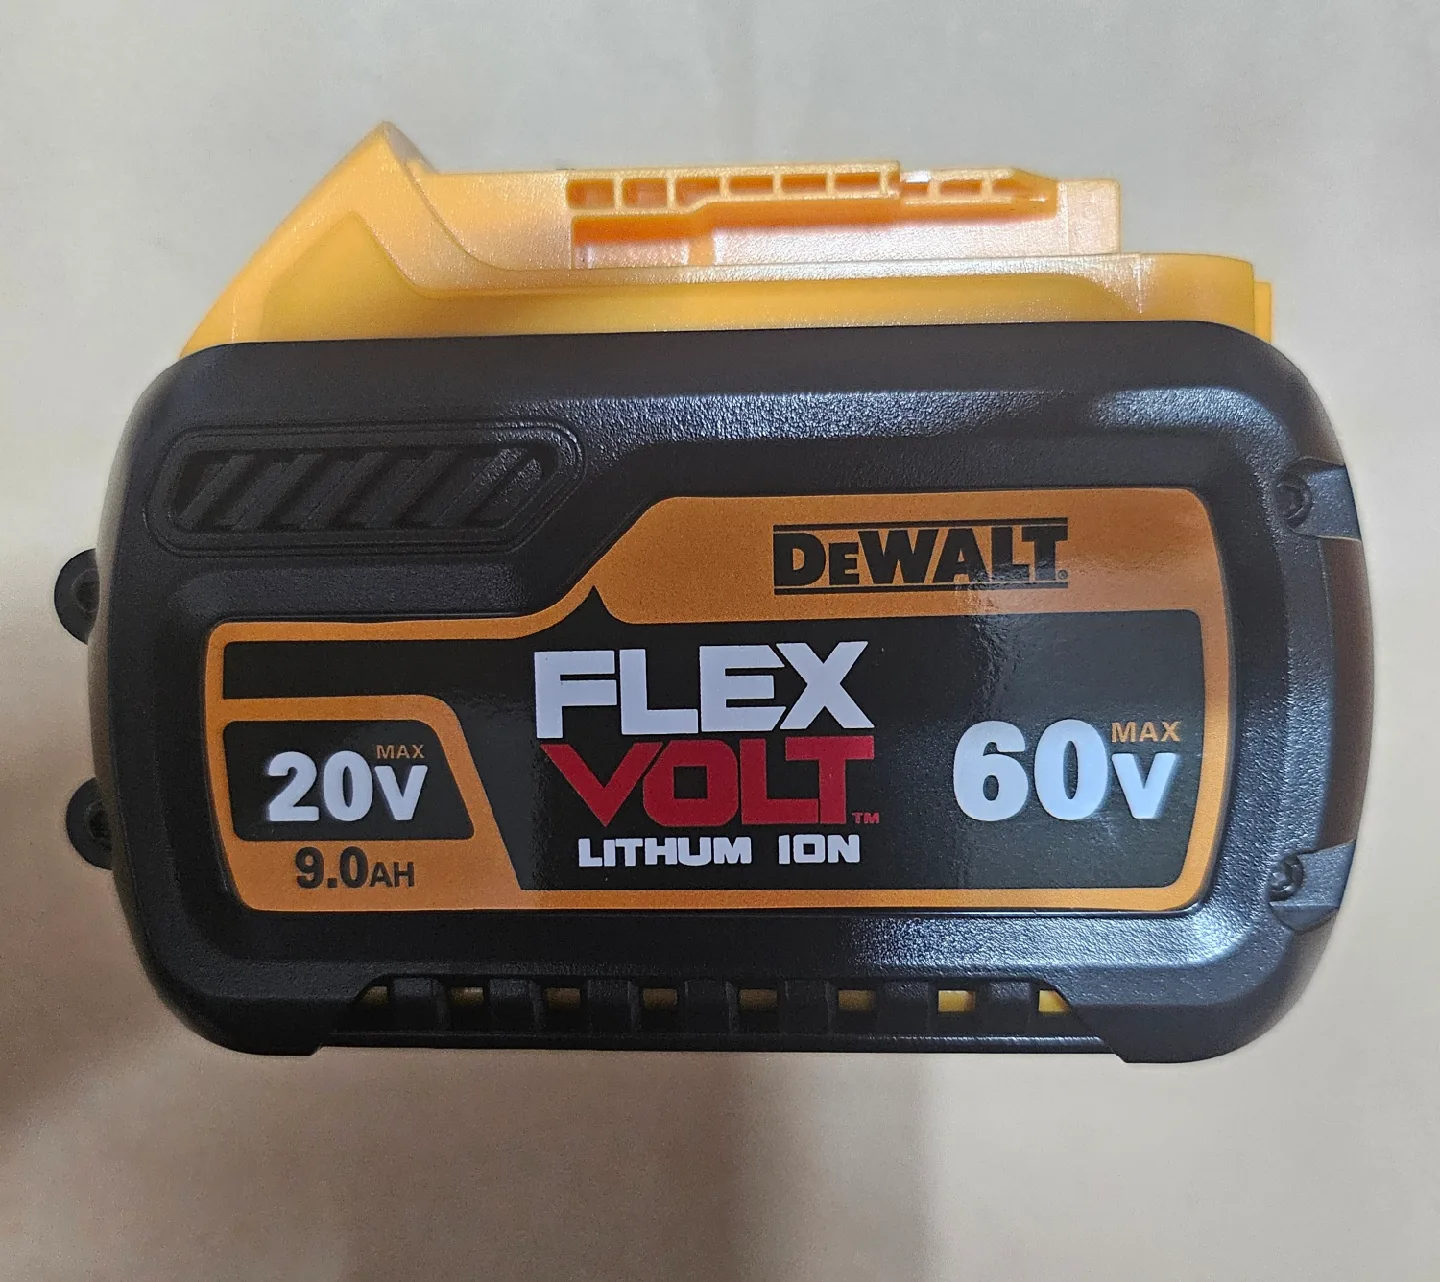 DEWALT®
FLEX
VOLT™
LITHUM ION
20V MAX
9.0AH
60V MAX